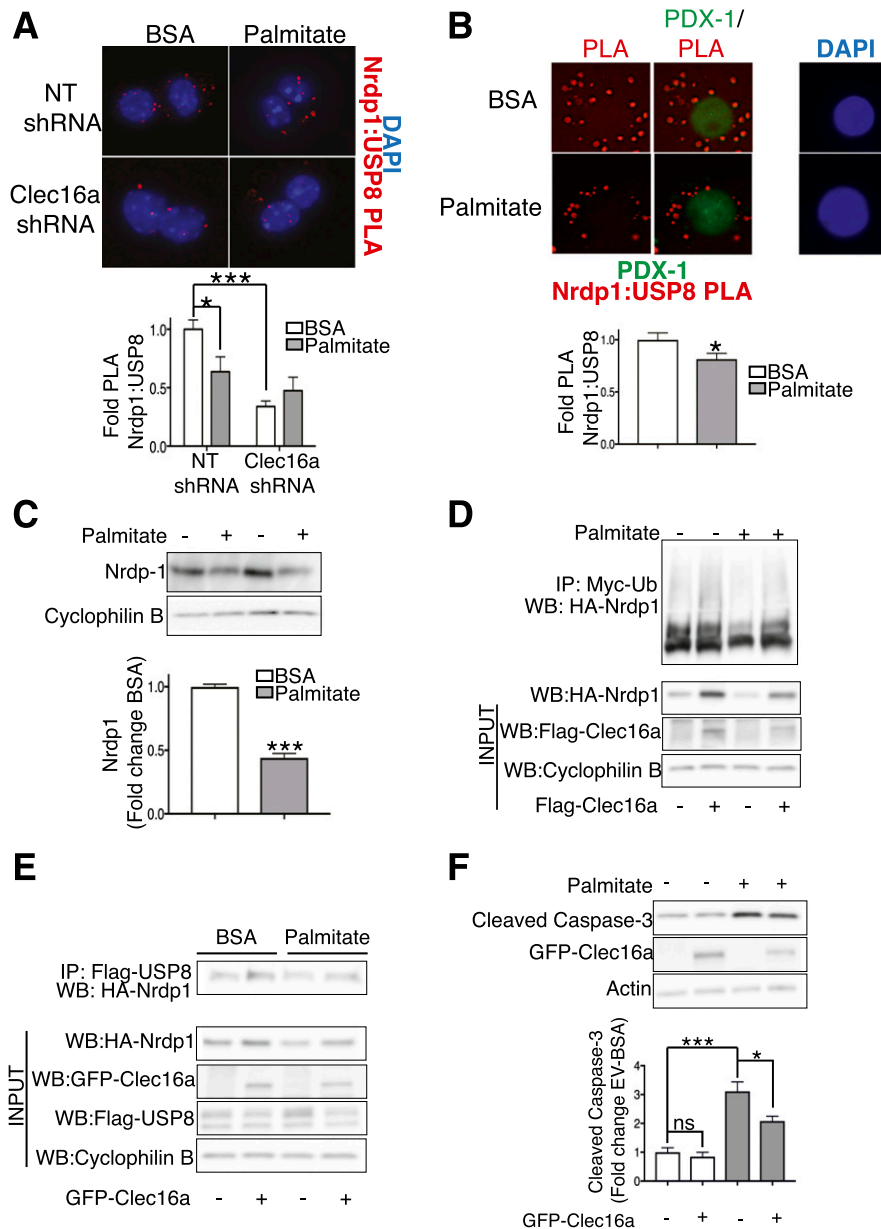 A
BSA Palmitate
NT
shRNA
Clec16a
shRNA
DAPI
Nrdp1:USP8 PLA
***
*
BSA
Palmitate
Fold PLA
Nrdp1:USP8
1.0
0.5
0.0
NT
shRNA
Clec16a
shRNA
B
PLA
PDX-1/
PLA
DAPI
BSA
Palmitate
PDX-1
Nrdp1:USP8 PLA
*
BSA
Palmitate
Fold PLA
Nrdp1:USP8
1.0
0.5
0.0
C
Palmitate - + - +
Nrdp-1
Cyclophilin B
BSA
Palmitate
***
Nrdp1
(Fold change BSA)
1.0
0.5
0.0
D
Palmitate - - + +
IP: Myc-Ub
WB: HA-Nrdp1
INPUT
WB:HA-Nrdp1
WB:Flag-Clec16a
WB:Cyclophilin B
Flag-Clec16a - + - +
E
BSA Palmitate
IP: Flag-USP8
WB: HA-Nrdp1
INPUT
WB:HA-Nrdp1
WB:GFP-Clec16a
WB:Flag-USP8
WB:Cyclophilin B
GFP-Clec16a - + - +
F
Palmitate - - + +
Cleaved Caspase-3
GFP-Clec16a
Actin
***
*
ns
Cleaved Caspase-3
(Fold change EV-BSA)
4
3
2
1
0
GFP-Clec16a - + - +